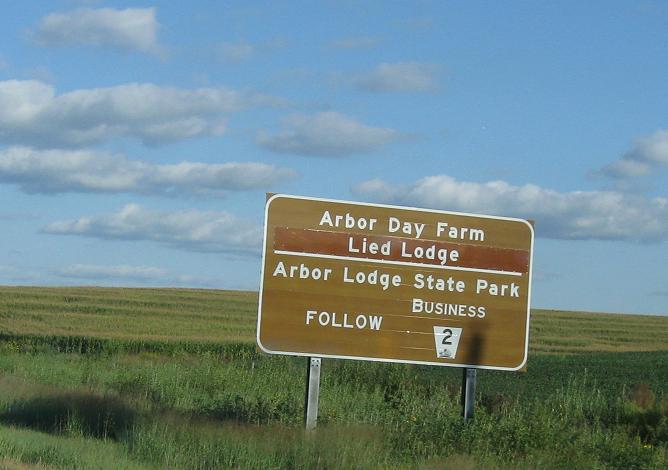 Arbor Day Farm
Lied Lodge
Arbor Lodge State Park
Business
Follow 2